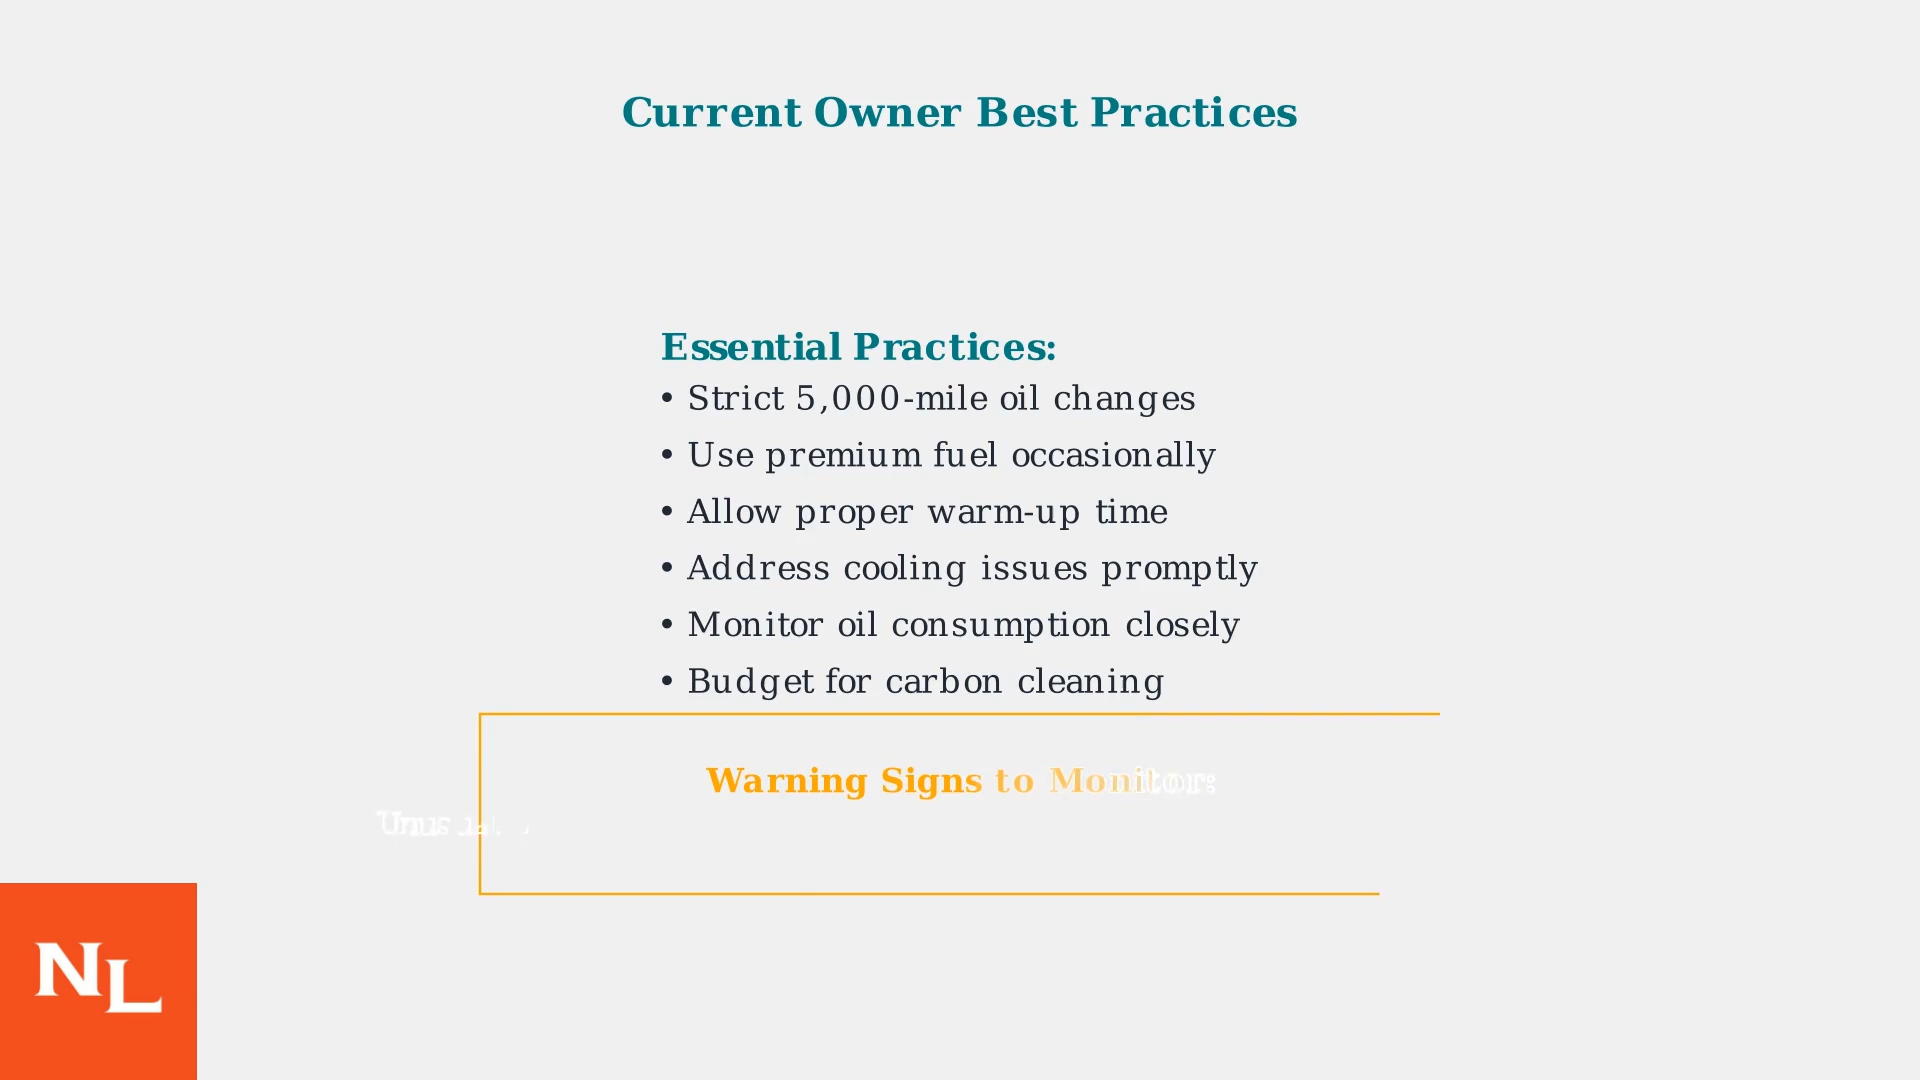 Current Owner Best Practices
Essential Practices:
• Strict 5,000-mile oil changes
• Use premium fuel occasionally
• Allow proper warm-up time
• Address cooling issues promptly
• Monitor oil consumption closely
• Budget for carbon cleaning
Warning Signs to Monitor:
NL